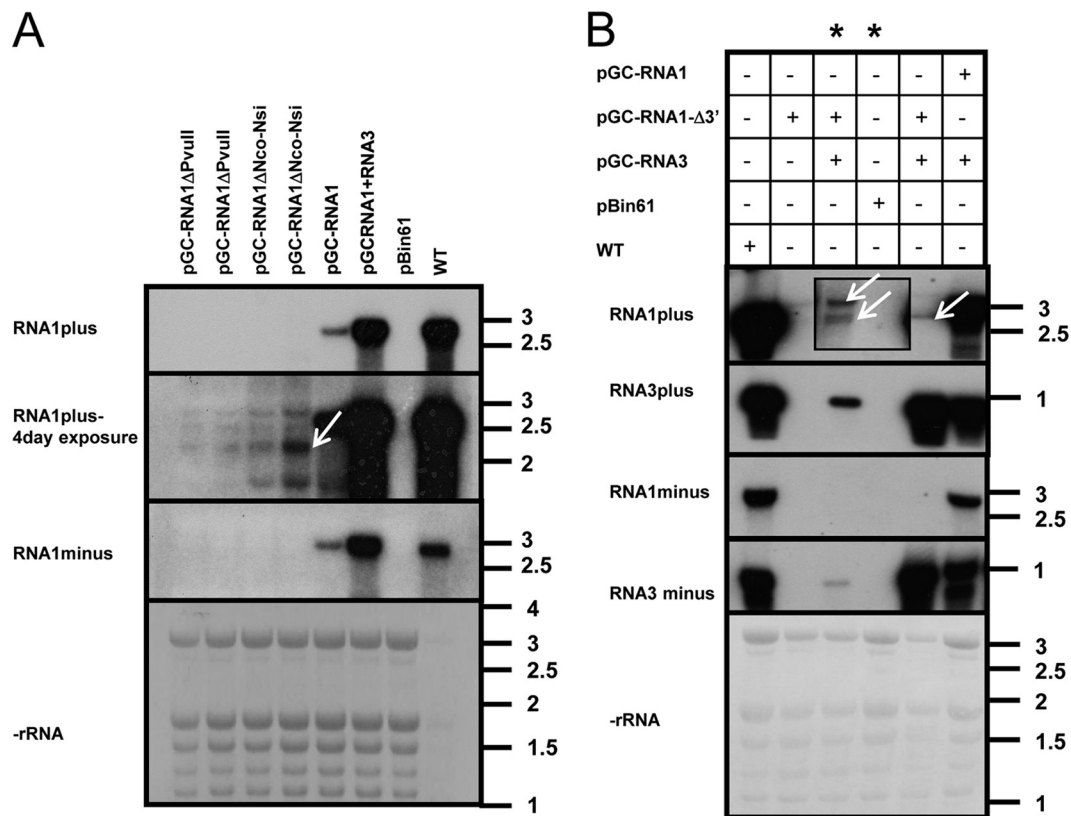 A
pGC-RNA1ΔPvuII
pGC-RNA1ΔPvuII
pGC-RNA1ΔNco-Nsi
pGC-RNA1ΔNco-Nsi
pGC-RNA1
pGCRNA1+RNA3
pBin61
WT
RNA1plus
3
2.5
RNA1plus-
4day exposure
3
2.5
2
RNA1minus
3
2.5
-rRNA
4
3
2.5
2
1.5
1
B
* *
pGC-RNA1 - - - - - +
pGC-RNA1-Δ3' - + + - + -
pGC-RNA3 - - + - + +
pBin61 - - - + - -
WT + - - - - -
RNA1plus
3
2.5
RNA3plus
1
RNA1minus
3
2.5
RNA3 minus
1
-rRNA
3
2.5
2
1.5
1